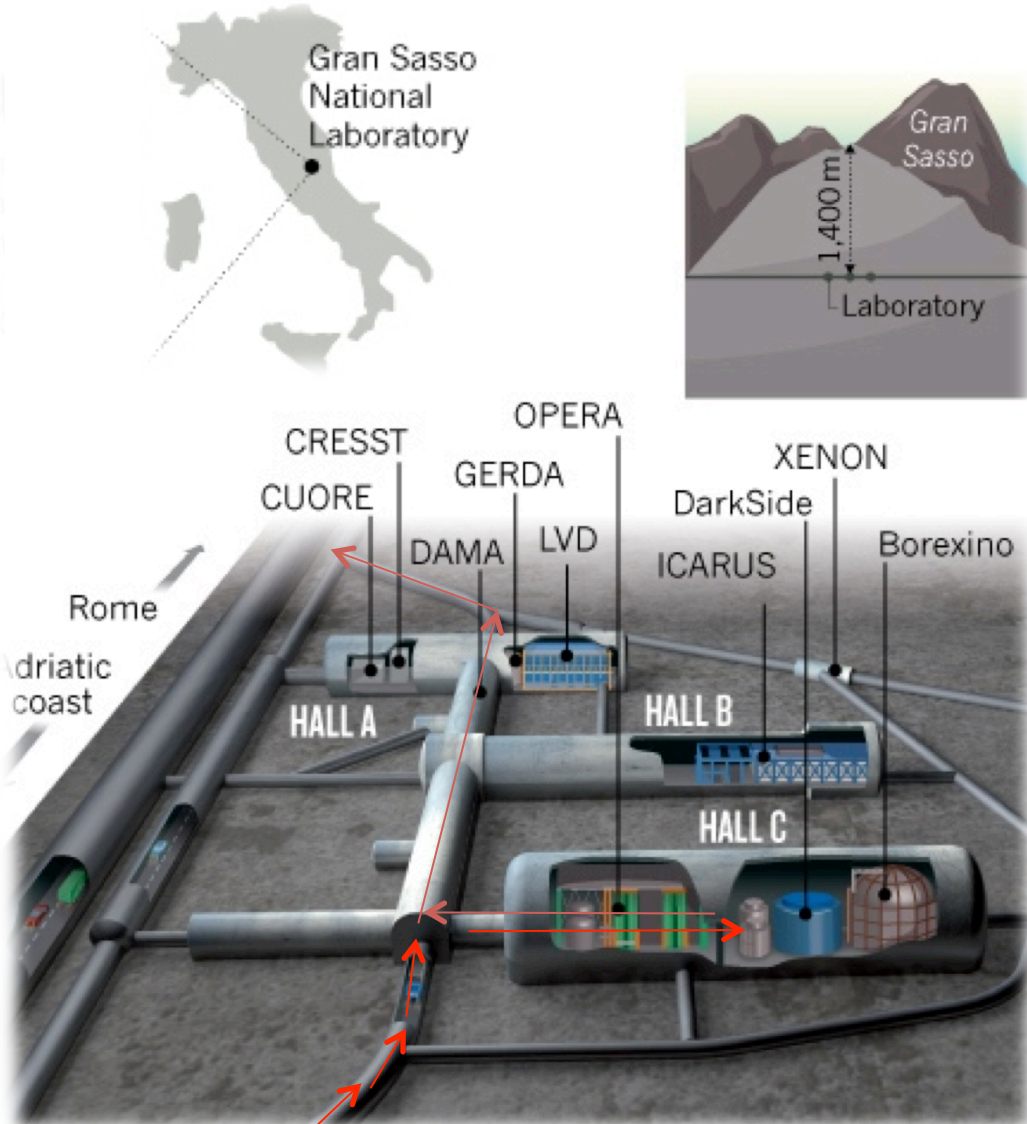 Gran Sasso
National
Laboratory
Gran
Sasso
1,400 m
Laboratory
OPERA
CRESST
XENON
GERDA
CUORE
DarkSide
LVD
DAMA
Borexino
ICARUS
Rome
driatic
coast
HALL A
HALL B
HALL C